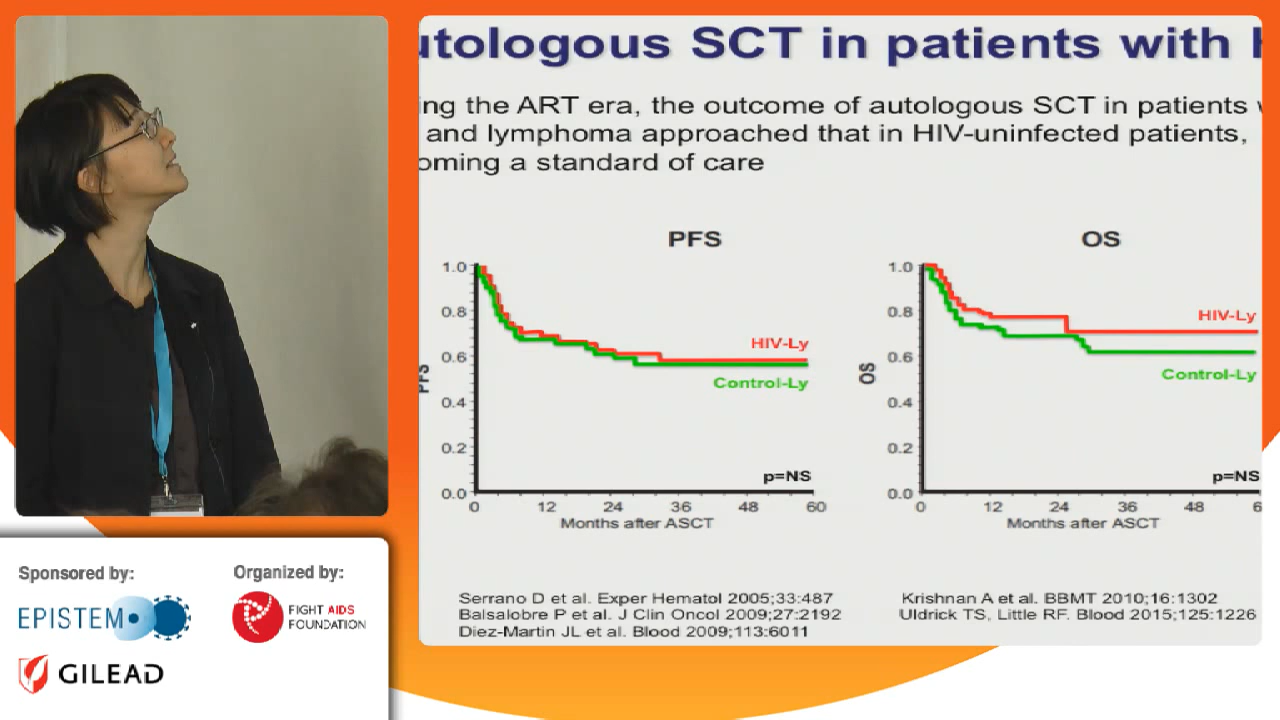 utologous SCT in patients with
ing the ART era, the outcome of autologous SCT in patients
and lymphoma approached that in HIV-uninfected patients,
oming a standard of care
PFS
OS
1.0
0.8
0.6
0.4
0.2
0.0
PFS
HIV-Ly
Control-Ly
p=NS
0 12 24 36 48 60
Months after ASCT
1.0
0.8
0.6
0.4
0.2
0.0
OS
HIV-Ly
Control-Ly
p=NS
0 12 24 36 48 6
Months after ASCT
Serrano D et al. Exper Hematol 2005;33:487
Balsalobre P et al. J Clin Oncol 2009;27:2192
Diez-Martin JL et al. Blood 2009;113:6011
Krishnan A et al. BBMT 2010;16:1302
Uldrick TS, Little RF. Blood 2015;125:1226
Sponsored by:
EPISTEM
GILEAD
Organized by:
FIGHT AIDS
FOUNDATION